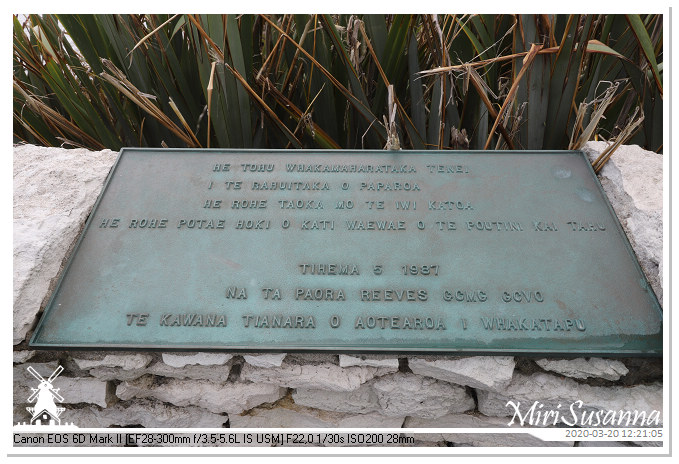 HE TOHU WHAKAMAHARATAKA TENEI
I TE RAHUITAKA O PAPAROA
HE ROHE TAOKA MO TE IWI KATOA
HE ROHE POTAE HOKI O KATI WAEWAE O TE POUTINI KAI TAHU
TIHEMA 5 1987
NA TA PAORA REEVES GCMG GCVO
TE KAWANA TIANARA O AOTEAROA I WHAKATAPU
MiriSusanna
2020-03-20 12:21:05
Canon EOS 6D Mark II [EF28-300mm f/3.5-5.6L IS USM] F22,0 1/30s ISO200 28mm